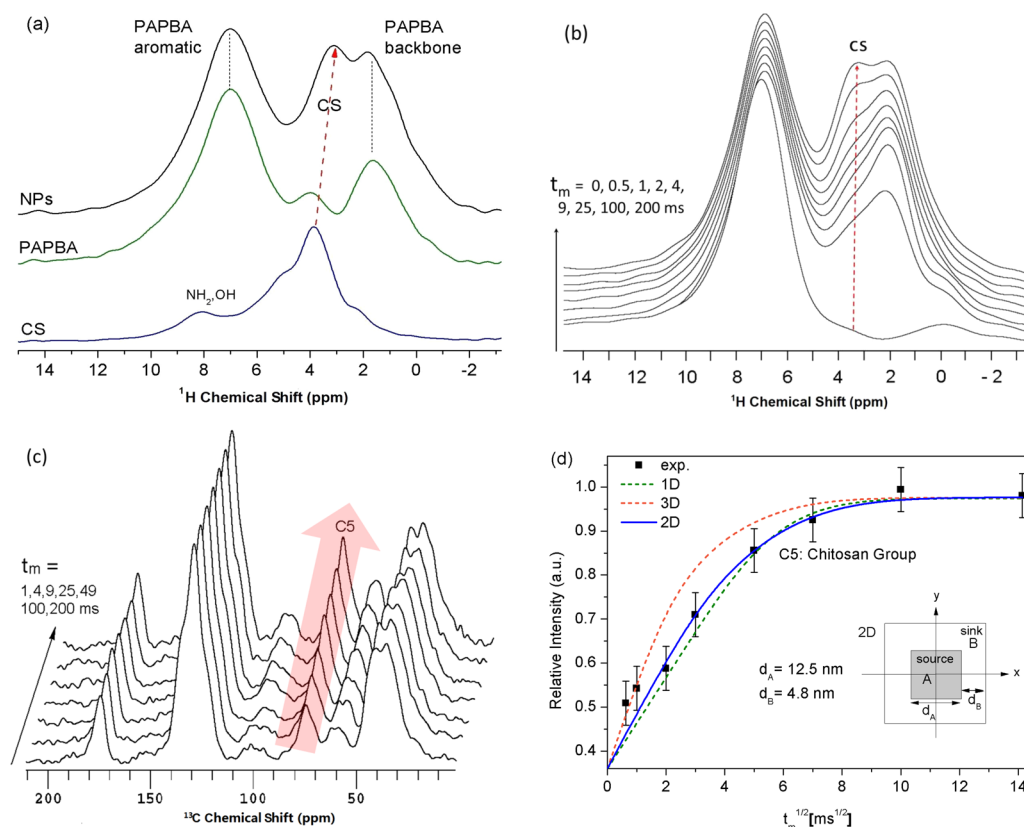 (a)
PAPBA
aromatic
PAPBA
backbone
CS
NPs
PAPBA
NH2,OH
CS
14 12 10 8 6 4 2 0 -2
1H Chemical Shift (ppm)
(b)
CS
tm = 0, 0.5, 1, 2, 4,
9, 25, 100, 200 ms
14 12 10 8 6 4 2 0 - 2
1H Chemical Shift (ppm)
(c)
C5
tm =
1,4,9,25,49
100,200 ms
200 150 100 50
13C Chemical Shift (ppm)
(d)
exp.
1D
3D
2D
C5: Chitosan Group
Relative Intensity (a.u.)
1.0
0.9
0.8
0.7
0.6
0.5
0.4
dA = 12.5 nm
dB = 4.8 nm
y
2D
sink
B
source
A
x
dB
dA
0 2 4 6 8 10 12 14
tm1/2[ms1/2]